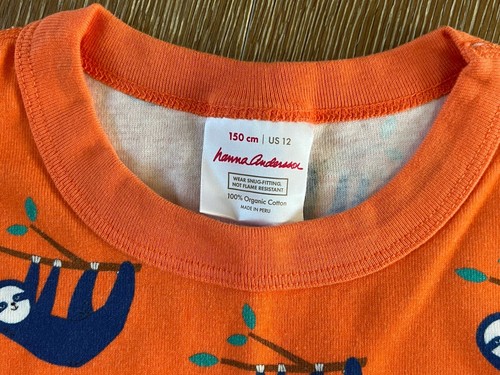 150 cm | US 12
hanna Andersson
WEAR SNUG-FITTING,
NOT FLAME RESISTANT
100% Organic Cotton
MADE IN PERU